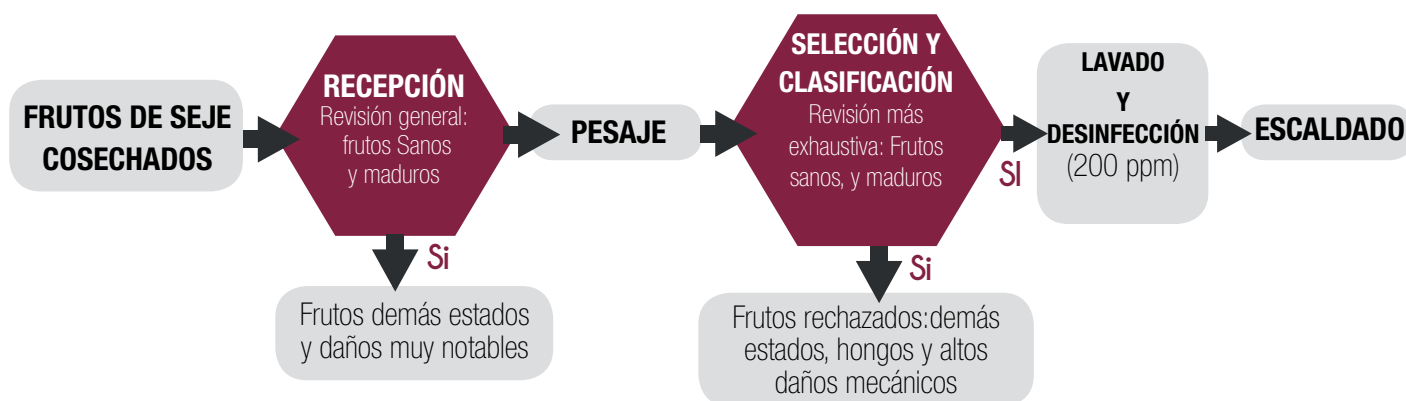 FRUTOS DE SEJE
COSECHADOS
RECEPCIÓN
Revisión general:
frutos Sanos
y maduros
Si
Frutos demás estados
y daños muy notables
PESAJE
SELECCIÓN Y
CLASIFICACIÓN
Revisión más
exhaustiva: Frutos
sanos, y maduros
SI
Si
Frutos rechazados:demás
estados, hongos y altos
daños mecánicos
LAVADO
Y
DESINFECCIÓN
(200 ppm)
ESCALDADO